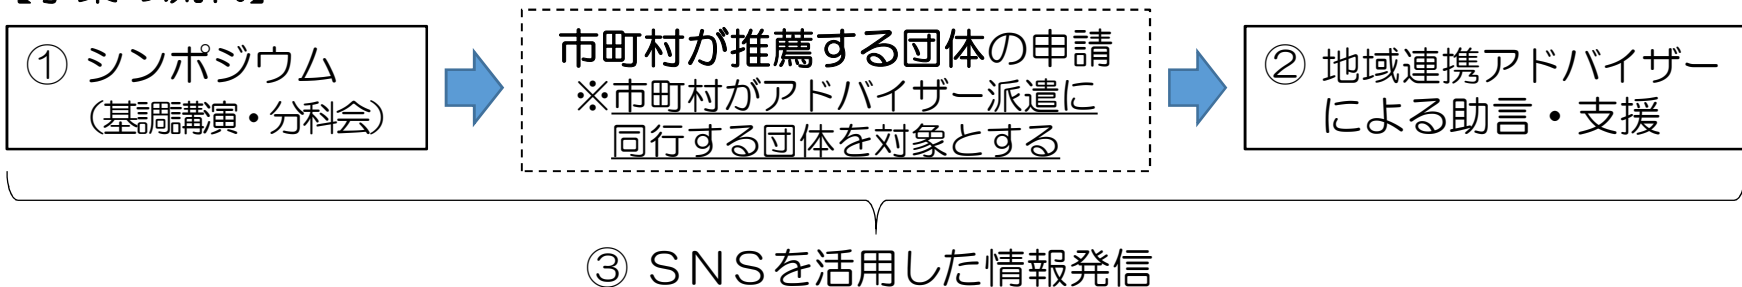 ① シンポジウム
（基調講演・分科会）
市町村が推薦する団体の申請
※市町村がアドバイザー派遣に
同行する団体を対象とする
② 地域連携アドバイザー
による助言・支援
③ ＳＮＳを活用した情報発信